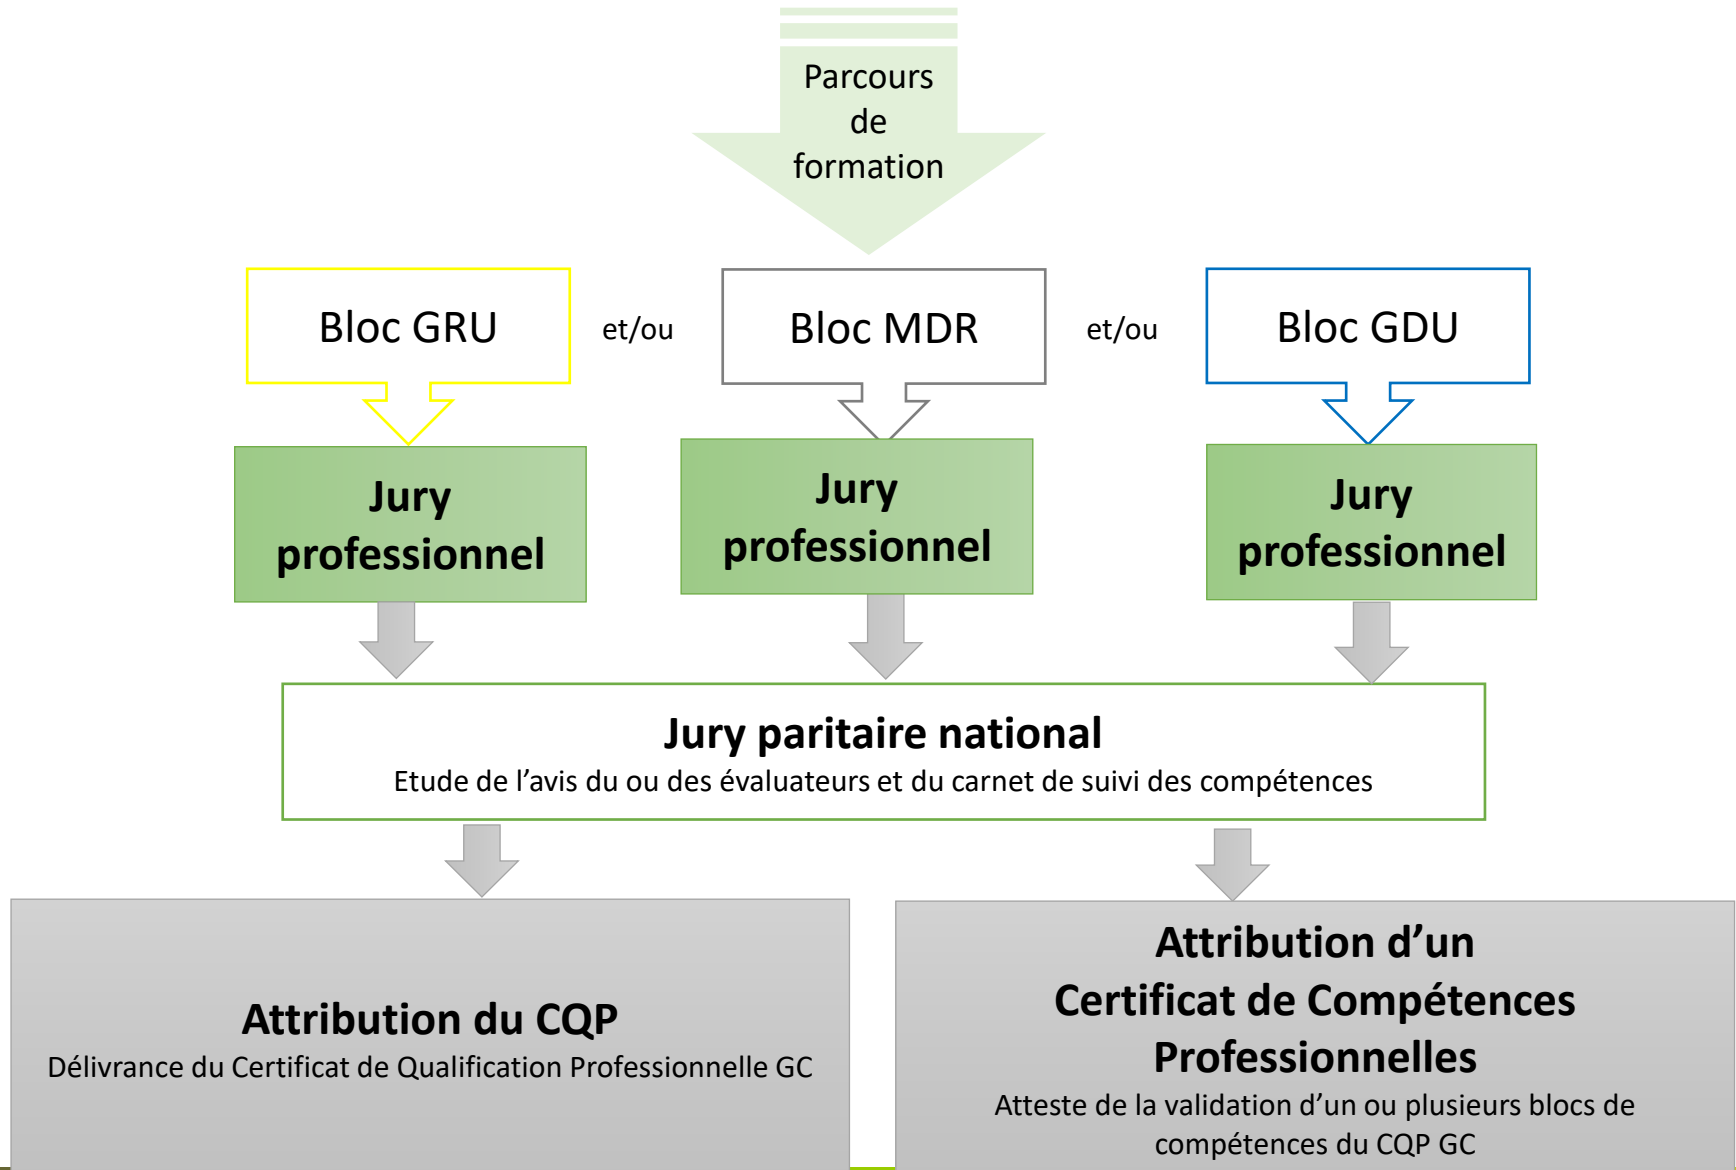 Parcours
de
formation
Bloc GRU
et/ou
Bloc MDR
et/ou
Bloc GDU
Jury
professionnel
Jury
professionnel
Jury
professionnel
Jury paritaire national
Etude de l’avis du ou des évaluateurs et du carnet de suivi des compétences
Attribution du CQP
Délivrance du Certificat de Qualification Professionnelle GC
Attribution d’un
Certificat de Compétences
Professionnelles
Atteste de la validation d’un ou plusieurs blocs de
compétences du CQP GC